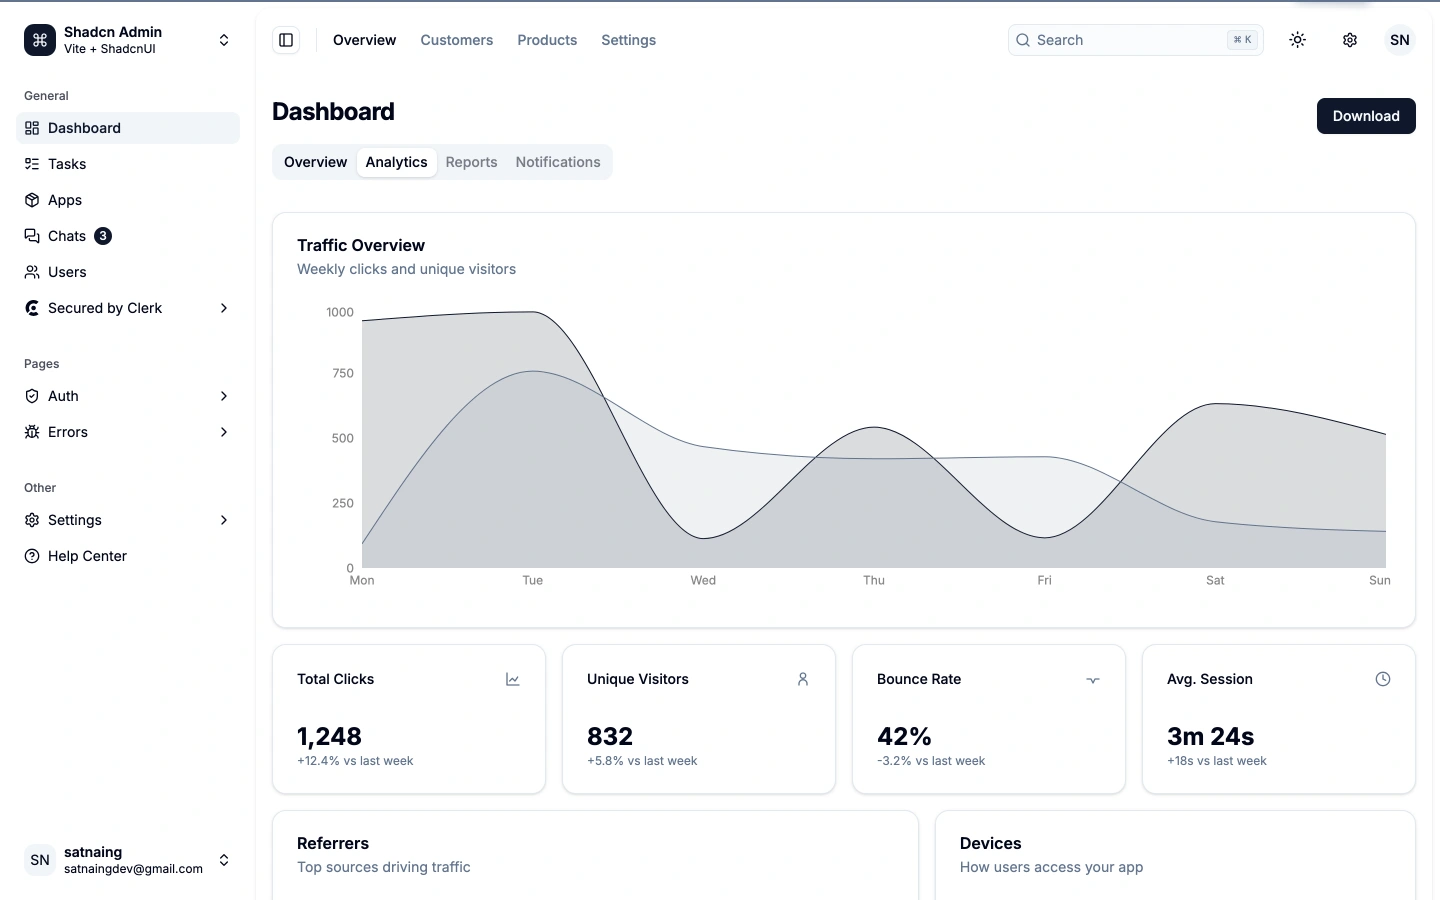 Shadcn Admin
Vite + ShadcnUI
General
Dashboard
Tasks
Apps
Chats 3
Users
Secured by Clerk
Pages
Auth
Errors
Other
Settings
Help Center
SN
satnaing
satnaingdev@gmail.com
Overview Customers Products Settings
Search ⌘ K
SN
Dashboard
Download
Overview Analytics Reports Notifications
Traffic Overview
Weekly clicks and unique visitors
1000
750
500
250
0
Mon Tue Wed Thu Fri Sat Sun
Total Clicks
1,248
+12.4% vs last week
Unique Visitors
832
+5.8% vs last week
Bounce Rate
42%
-3.2% vs last week
Avg. Session
3m 24s
+18s vs last week
Referrers
Top sources driving traffic
Devices
How users access your app